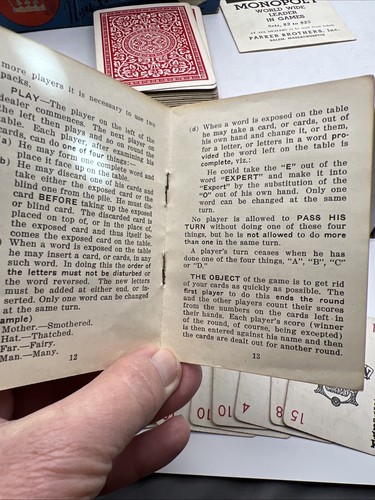 MONOPOLY
WORLD WIDE
LEADER
IN GAMES
PARKER BROTHERS, Inc.
SALEM, MASSACHUSETTS
more players it is necessary to use two
packs.
PLAY—The player on the left of the
dealer commences. The one next on
the left then plays and so on round the
table. Each player, after examining his
cards, can do one of four things:—
a) He may form one complete word and
place it face up on the table.
b) He may discard one of his cards and
take either the exposed card or the
blind one from the pile. He must dis-
card BEFORE taking up the exposed
or blind card. The discarded card is
placed on top of, or in the place of,
the exposed card and thus itself be-
comes the exposed card on the table.
When a word is exposed on the table
he may insert a card, or cards, in any
such word. In doing this the order of
the letters must not be disturbed or
the word reversed. The new letters
must be added at either end, or in-
serted. Only one word can be changed
at the same turn.
ample)
Mother.—Smothered.
Hat.—Thatched.
Far.—Fairy.
Man.—Many.
12
(d) When a word is exposed on the table
he may take a card, or cards, out of
his own hand and change it, or them,
for a letter, or letters in a word pro-
vided the word left on the table is
complete, viz.:
He could take the "E" out of the
word "EXPERT" and make it into
"Export" by the substitution of the
"O" out of his own hand. Only one
word can be changed at the same
turn.
No player is allowed to PASS HIS
TURN without doing one of these four
things, but he is not allowed to do more
than one in the same turn.
A player's turn ceases when he has
done one of the four things, "A", "B", "C"
or "D."
THE OBJECT of the game is to get rid
of your cards as quickly as possible. The
first player to do this ends the round
and the other players count their scores
from the numbers on the cards left in
their hands. Each player's score (winner
of the round, of course, being excepted)
is then entered against his name and then
the cards are dealt out for another round.
13
10
10
4
8
15